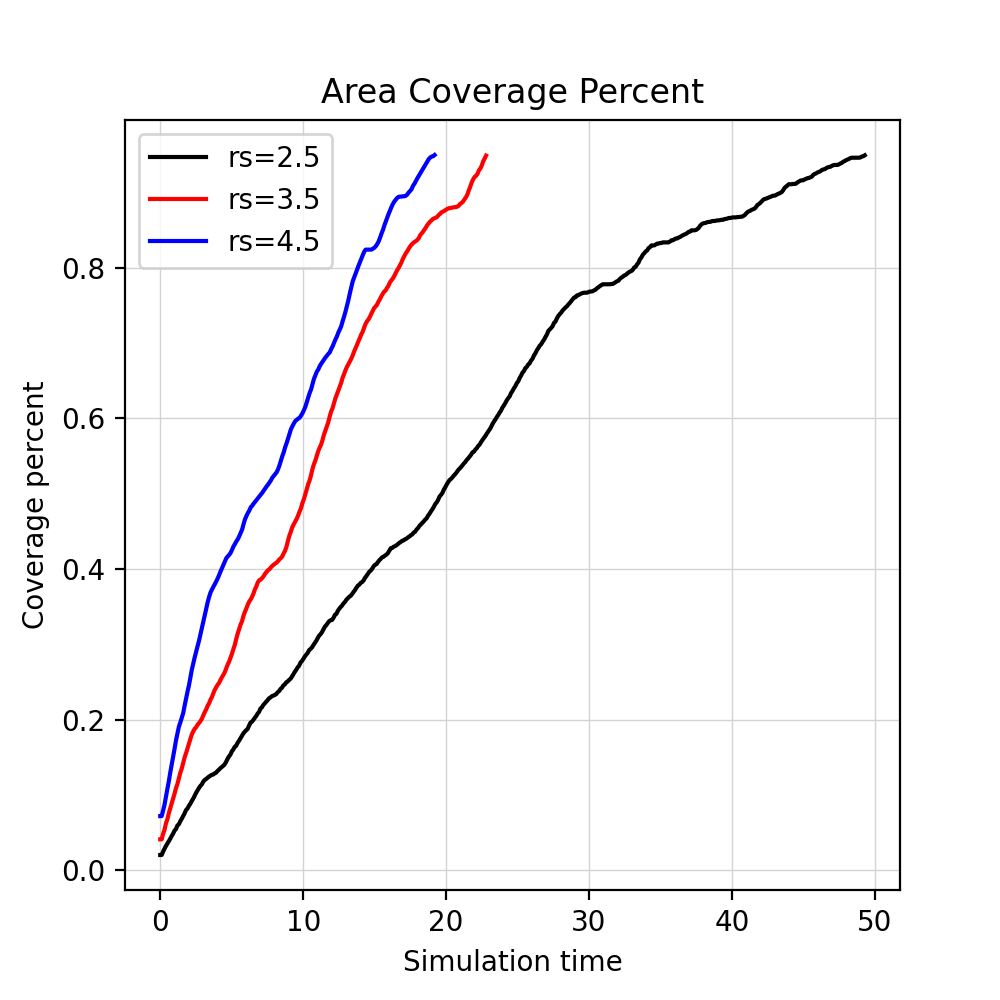 Area Coverage Percent
rs=2.5
rs=3.5
rs=4.5
Coverage percent
0.8
0.6
0.4
0.2
0.0
0 10 20 30 40 50
Simulation time